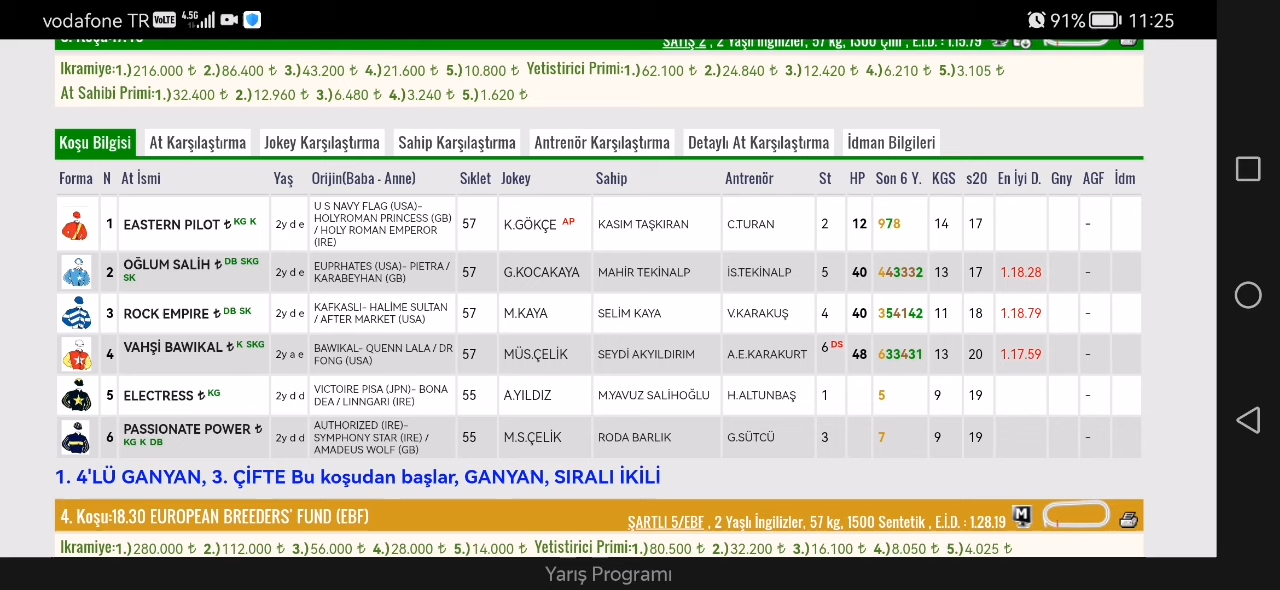 vodafone TR VoLTE 4.5G 91% 11:25
SATIŞ 2 , 2 Yaşlı İngilizler, 57 kg, 1300 Çim , E.İ.D. : 1.15.79
Ikramiye:1.)216.000 ₺ 2.)86.400 ₺ 3.)43.200 ₺ 4.)21.600 ₺ 5.)10.800 ₺ Yetistirici Primi:1.)62.100 ₺ 2.)24.840 ₺ 3.)12.420 ₺ 4.)6.210 ₺ 5.)3.105 ₺
At Sahibi Primi:1.)32.400 ₺ 2.)12.960 ₺ 3.)6.480 ₺ 4.)3.240 ₺ 5.)1.620 ₺
Koşu Bilgisi At Karşılaştırma Jokey Karşılaştırma Sahip Karşılaştırma Antrenör Karşılaştırma Detaylı At Karşılaştırma İdman Bilgileri
Forma N At İsmi Yaş Orijin(Baba - Anne) Sıklet Jokey Sahip Antrenör St HP Son 6 Y. KGS s20 En İyi D. Gny AGF İdm
1 EASTERN PILOT ₺ KG K 2y d e U S NAVY FLAG (USA)- HOLYROMAN PRINCESS (GB) / HOLY ROMAN EMPEROR (IRE) 57 K.GÖKÇE AP KASIM TAŞKIRAN C.TURAN 2 12 978 14 17 -
2 OĞLUM SALİH ₺ DB SKG SK 2y d e EUPRHATES (USA)- PIETRA / KARABEYHAN (GB) 57 G.KOCAKAYA MAHİR TEKİNALP İS.TEKİNALP 5 40 443332 13 17 1.18.28 -
3 ROCK EMPIRE ₺ DB SK 2y d e KAFKASLI- HALİME SULTAN / AFTER MARKET (USA) 57 M.KAYA SELİM KAYA V.KARAKUŞ 4 40 354142 11 18 1.18.79 -
4 VAHŞİ BAWIKAL ₺ K SKG 2y a e BAWIKAL- QUENN LALA / DR FONG (USA) 57 MÜS.ÇELİK SEYDİ AKYILDIRIM A.E.KARAKURT 6 DS 48 633431 13 20 1.17.59 -
5 ELECTRESS ₺ KG 2y d d VICTOIRE PISA (JPN)- BONA DEA / LINNGARI (IRE) 55 A.YILDIZ M.YAVUZ SALİHOĞLU H.ALTUNBAŞ 1 5 9 19 -
6 PASSIONATE POWER ₺ KG K DB 2y d d AUTHORIZED (IRE)- SYMPHONY STAR (IRE) / AMADEUS WOLF (GB) 55 M.S.ÇELİK RODA BARLIK G.SÜTCÜ 3 7 9 19 -
1. 4'LÜ GANYAN, 3. ÇİFTE Bu koşudan başlar, GANYAN, SIRALI İKİLİ
4. Koşu:18.30 EUROPEAN BREEDERS' FUND (EBF) ŞARTLI 5/EBF , 2 Yaşlı İngilizler, 57 kg, 1500 Sentetik , E.İ.D. : 1.28.19 M
Ikramiye:1.)280.000 ₺ 2.)112.000 ₺ 3.)56.000 ₺ 4.)28.000 ₺ 5.)14.000 ₺ Yetistirici Primi:1.)80.500 ₺ 2.)32.200 ₺ 3.)16.100 ₺ 4.)8.050 ₺ 5.)4.025 ₺
Yarış Programı